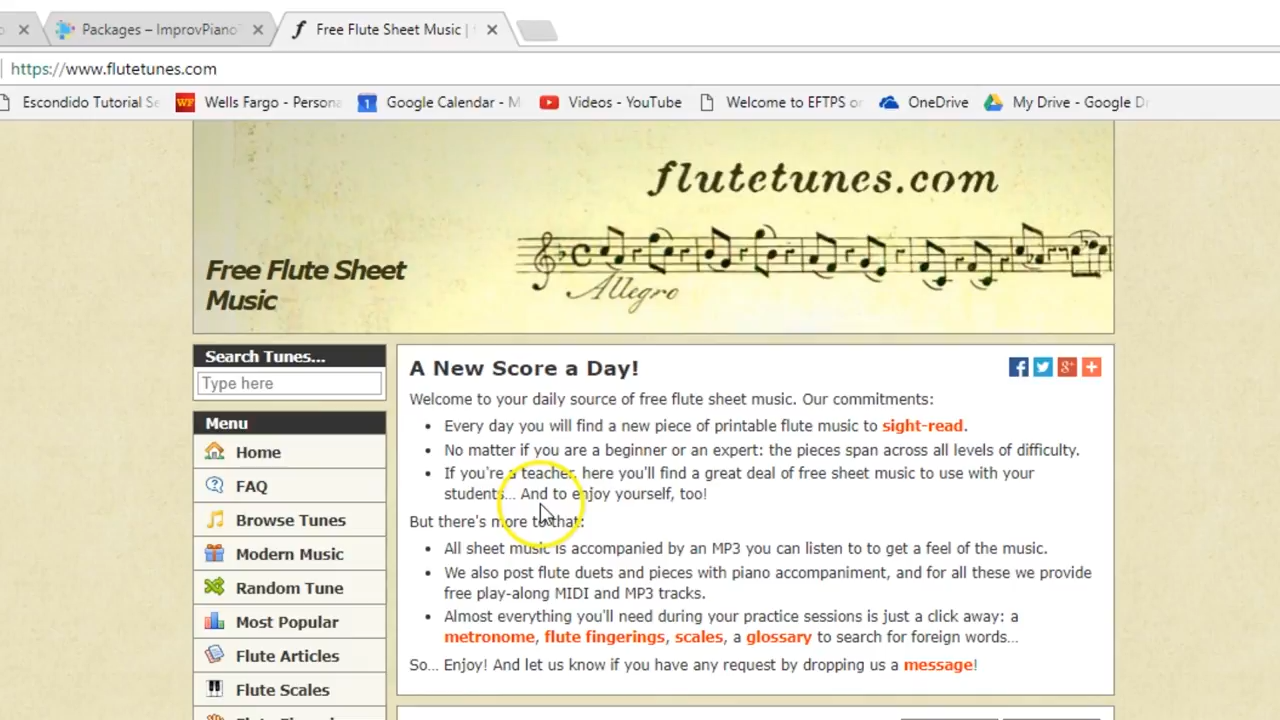 Packages – ImprovPiano
Free Flute Sheet Music |
https://www.flutetunes.com
Escondido Tutorial Se
Wells Fargo - Persona
Google Calendar - M
Videos - YouTube
Welcome to EFTPS or
OneDrive
My Drive - Google Dr
flutetunes.com
Allegro
Free Flute Sheet
Music
Search Tunes...
Type here
Menu
Home
FAQ
Browse Tunes
Modern Music
Random Tune
Most Popular
Flute Articles
Flute Scales
A New Score a Day!
Welcome to your daily source of free flute sheet music. Our commitments:
• Every day you will find a new piece of printable flute music to sight-read.
• No matter if you are a beginner or an expert: the pieces span across all levels of difficulty.
• If you're a teacher, here you'll find a great deal of free sheet music to use with your
students... And to enjoy yourself, too!
But there's more to that:
• All sheet music is accompanied by an MP3 you can listen to to get a feel of the music.
• We also post flute duets and pieces with piano accompaniment, and for all these we provide
free play-along MIDI and MP3 tracks.
• Almost everything you'll need during your practice sessions is just a click away: a
metronome, flute fingerings, scales, a glossary to search for foreign words...
So... Enjoy! And let us know if you have any request by dropping us a message!